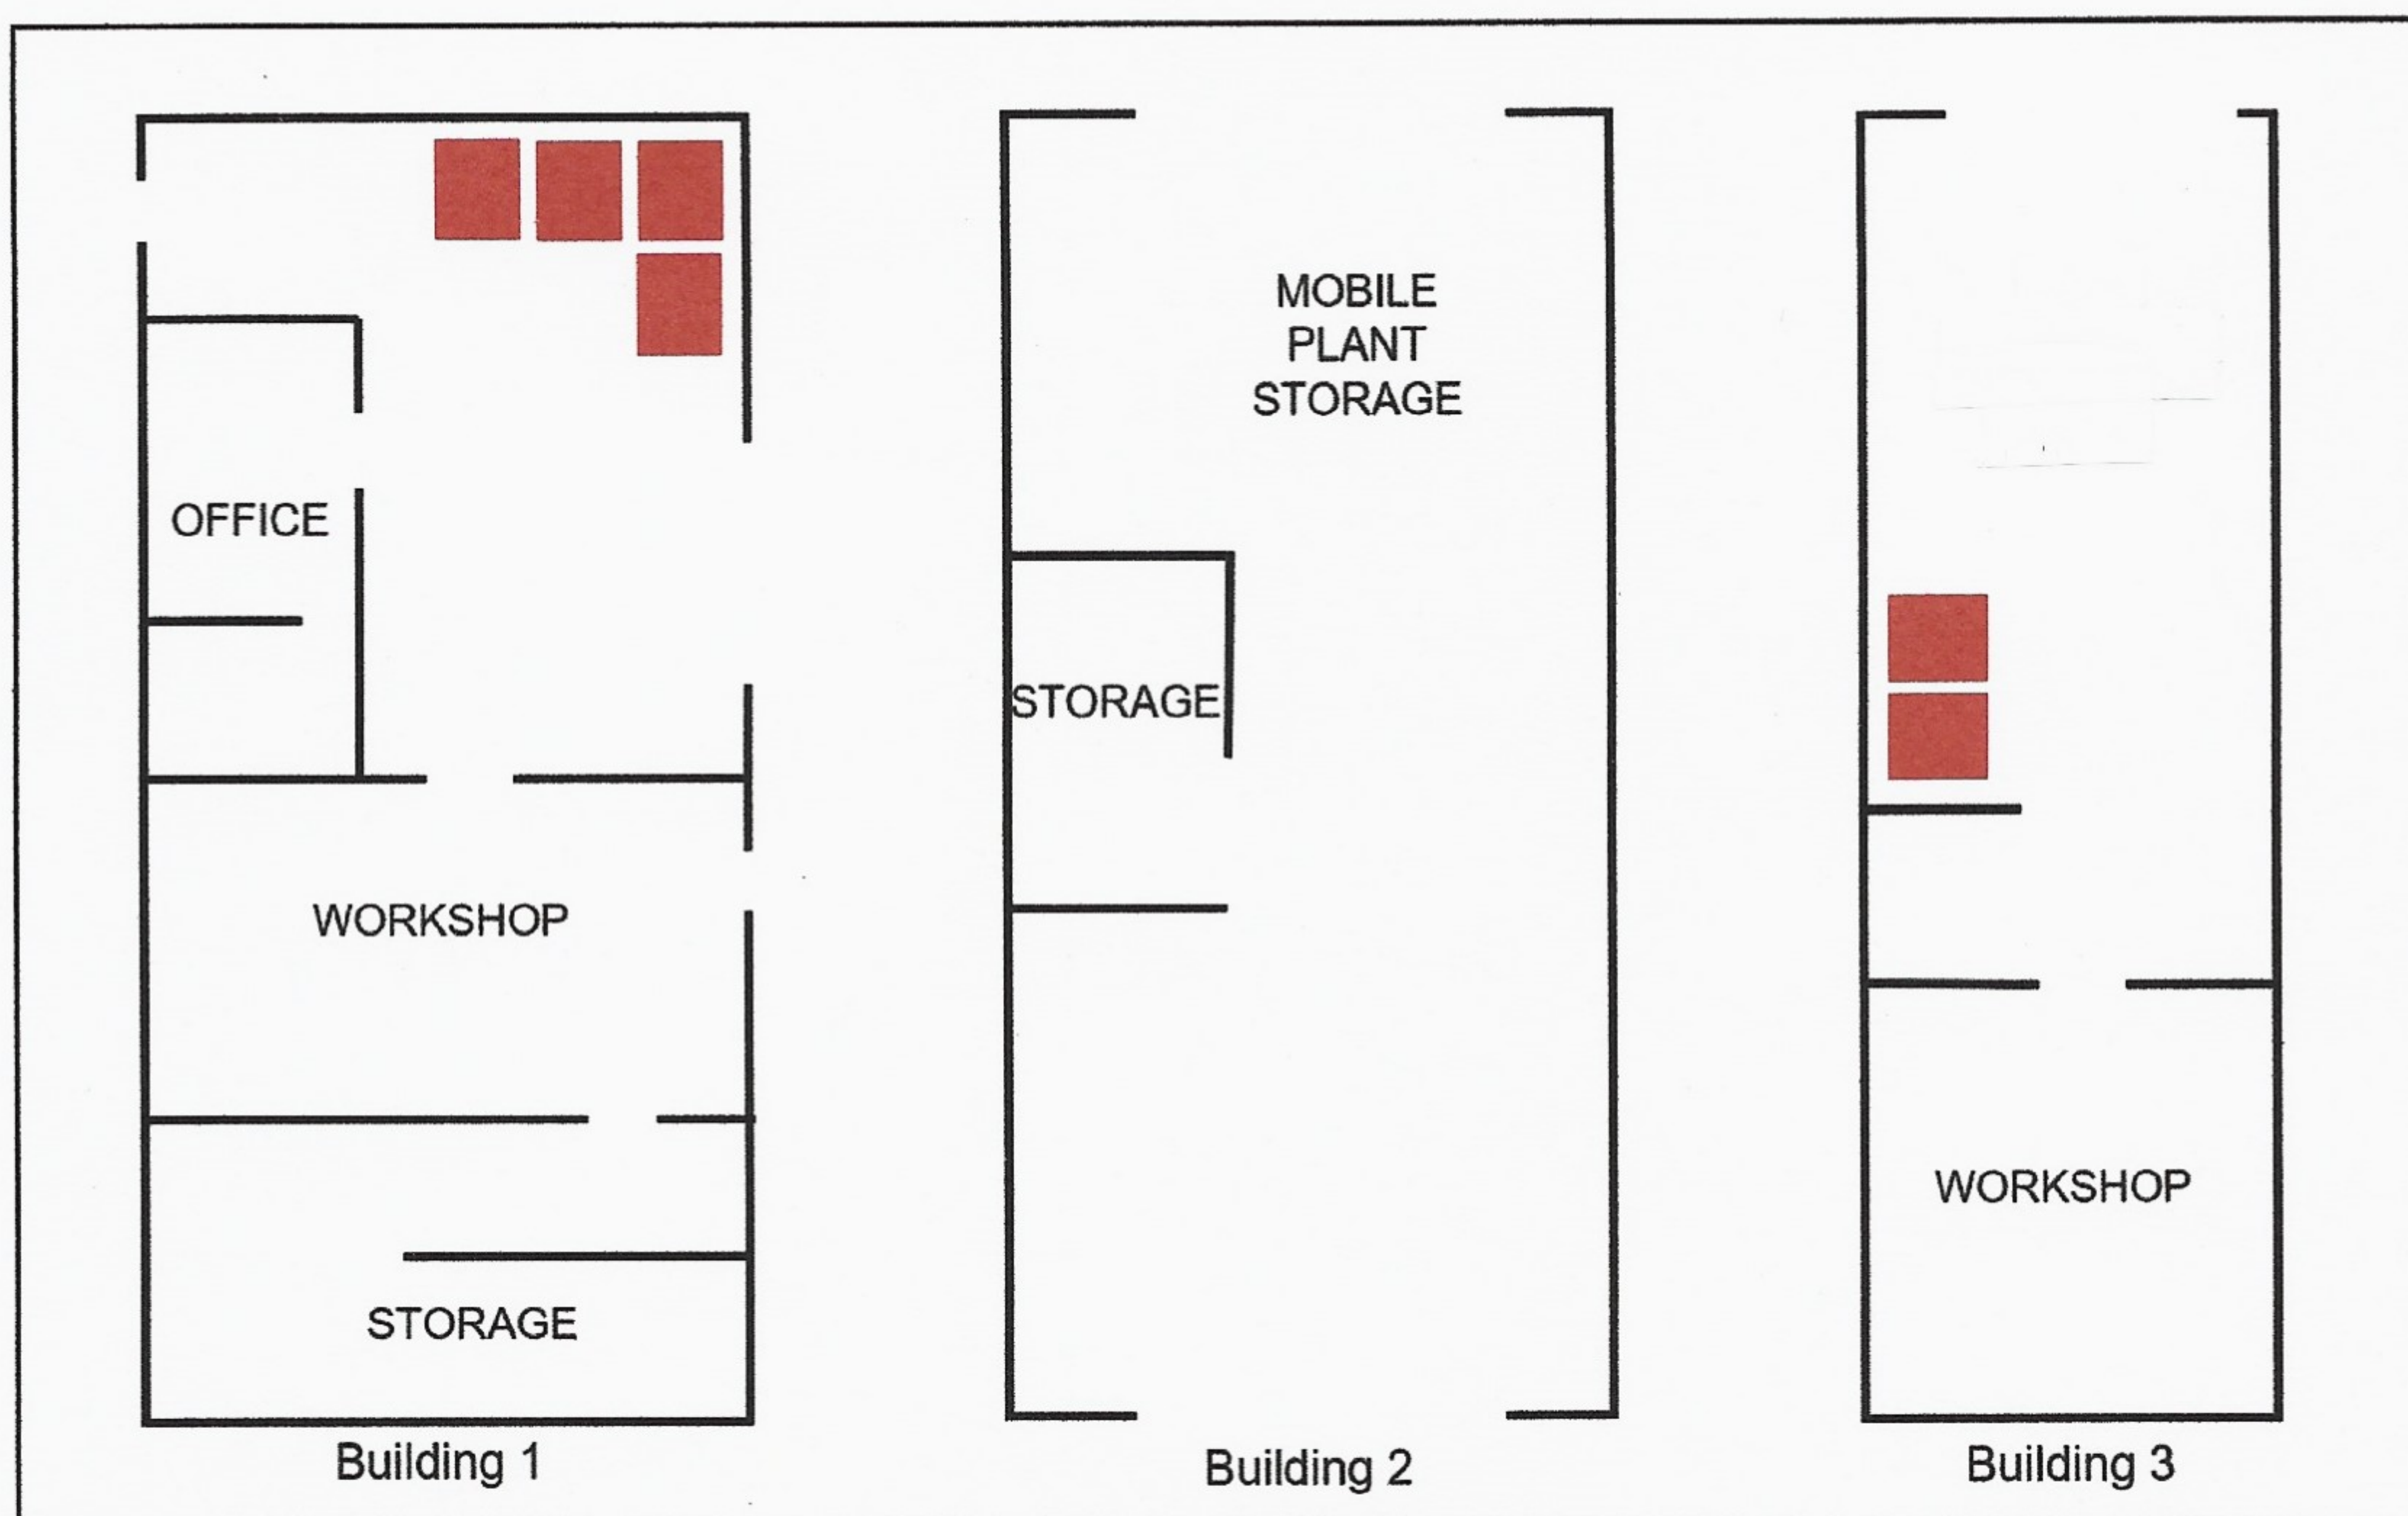 MOBILE
PLANT
STORAGE
OFFICE
STORAGE
WORKSHOP
WORKSHOP
STORAGE
Building 1
Building 2
Building 3